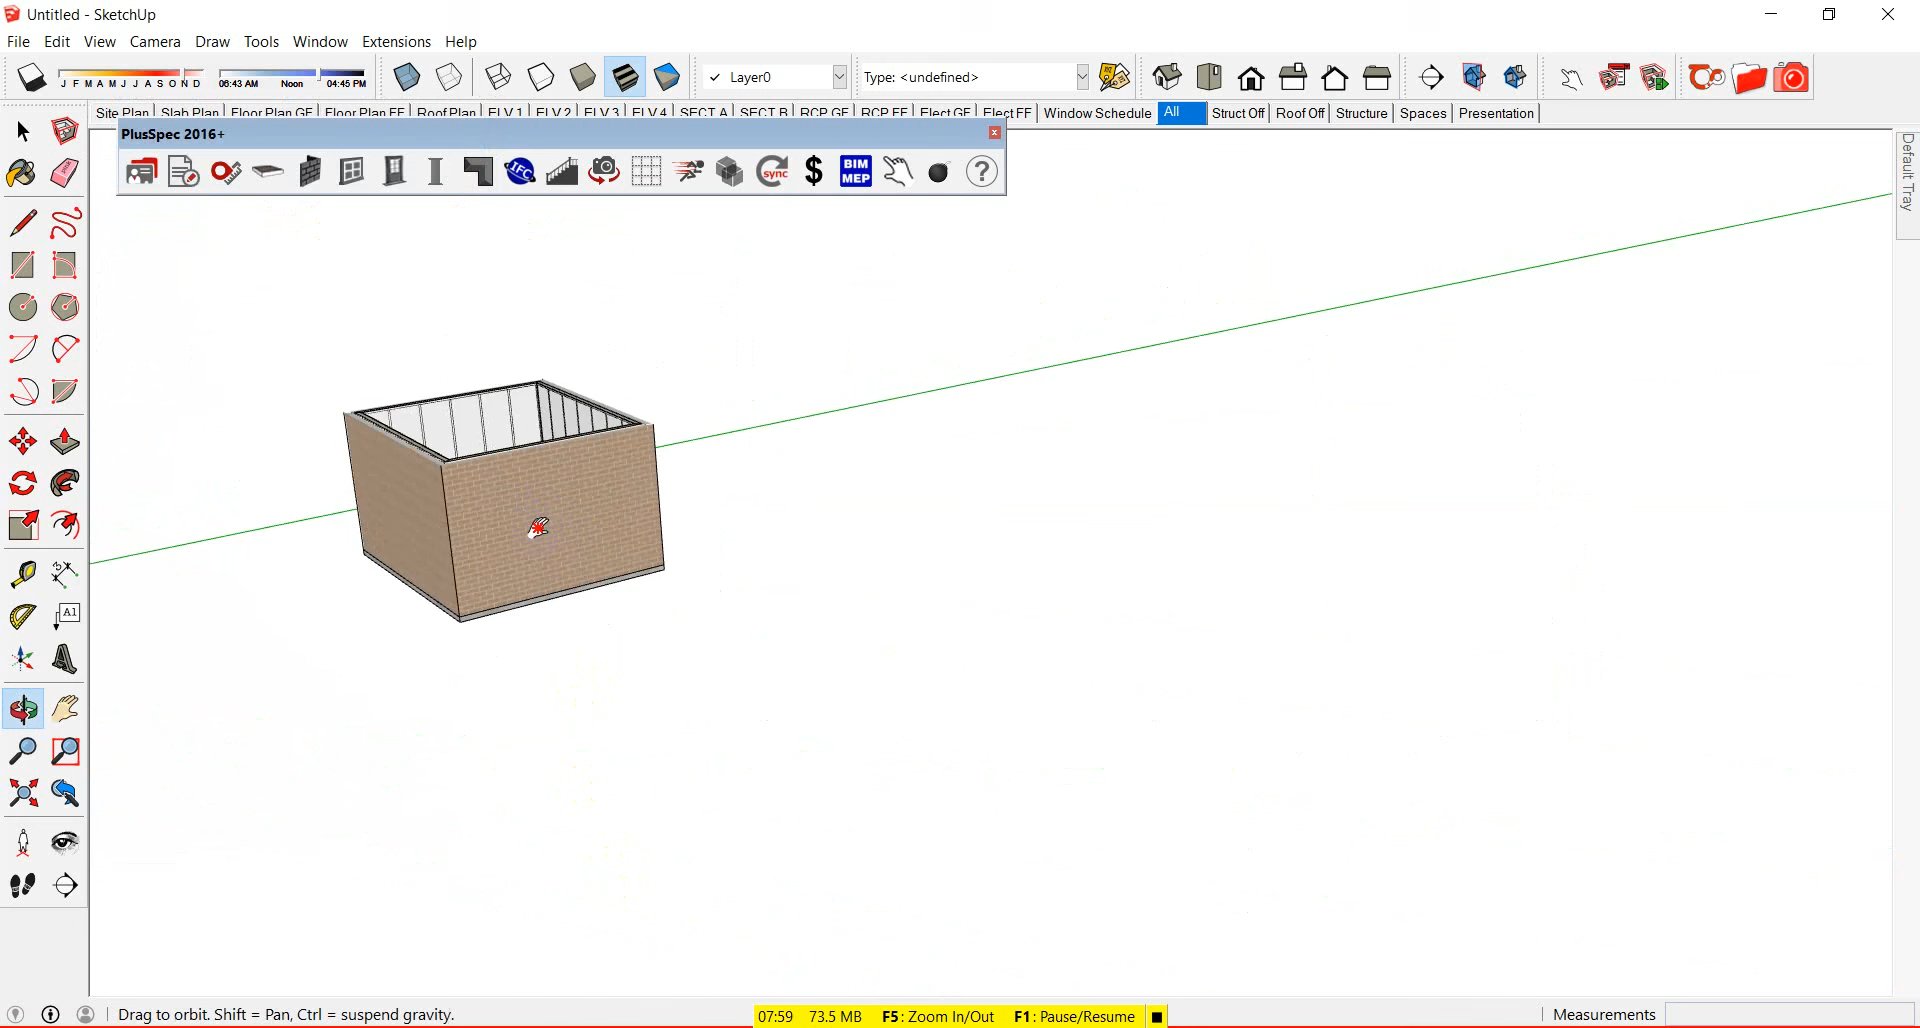 Untitled - SketchUp
File Edit View Camera Draw Tools Window Extensions Help
J F M A M J J A S O N D
06:43 AM Noon 04:45 PM
Layer0
Type: <undefined>
Site Plan Slab Plan Floor Plan GF Floor Plan FF Roof Plan ELV 1 ELV 2 ELV 3 ELV 4 SECT A SECT B RCP GF RCP FF Elect GF Elect FF Window Schedule All Struct Off Roof Off Structure Spaces Presentation
PlusSpec 2016+
IFC
sync
$
BIM
MEP
?
Default Tray
A1
Drag to orbit. Shift = Pan, Ctrl = suspend gravity.
07:59 73.5 MB F5: Zoom In/Out F1: Pause/Resume
Measurements